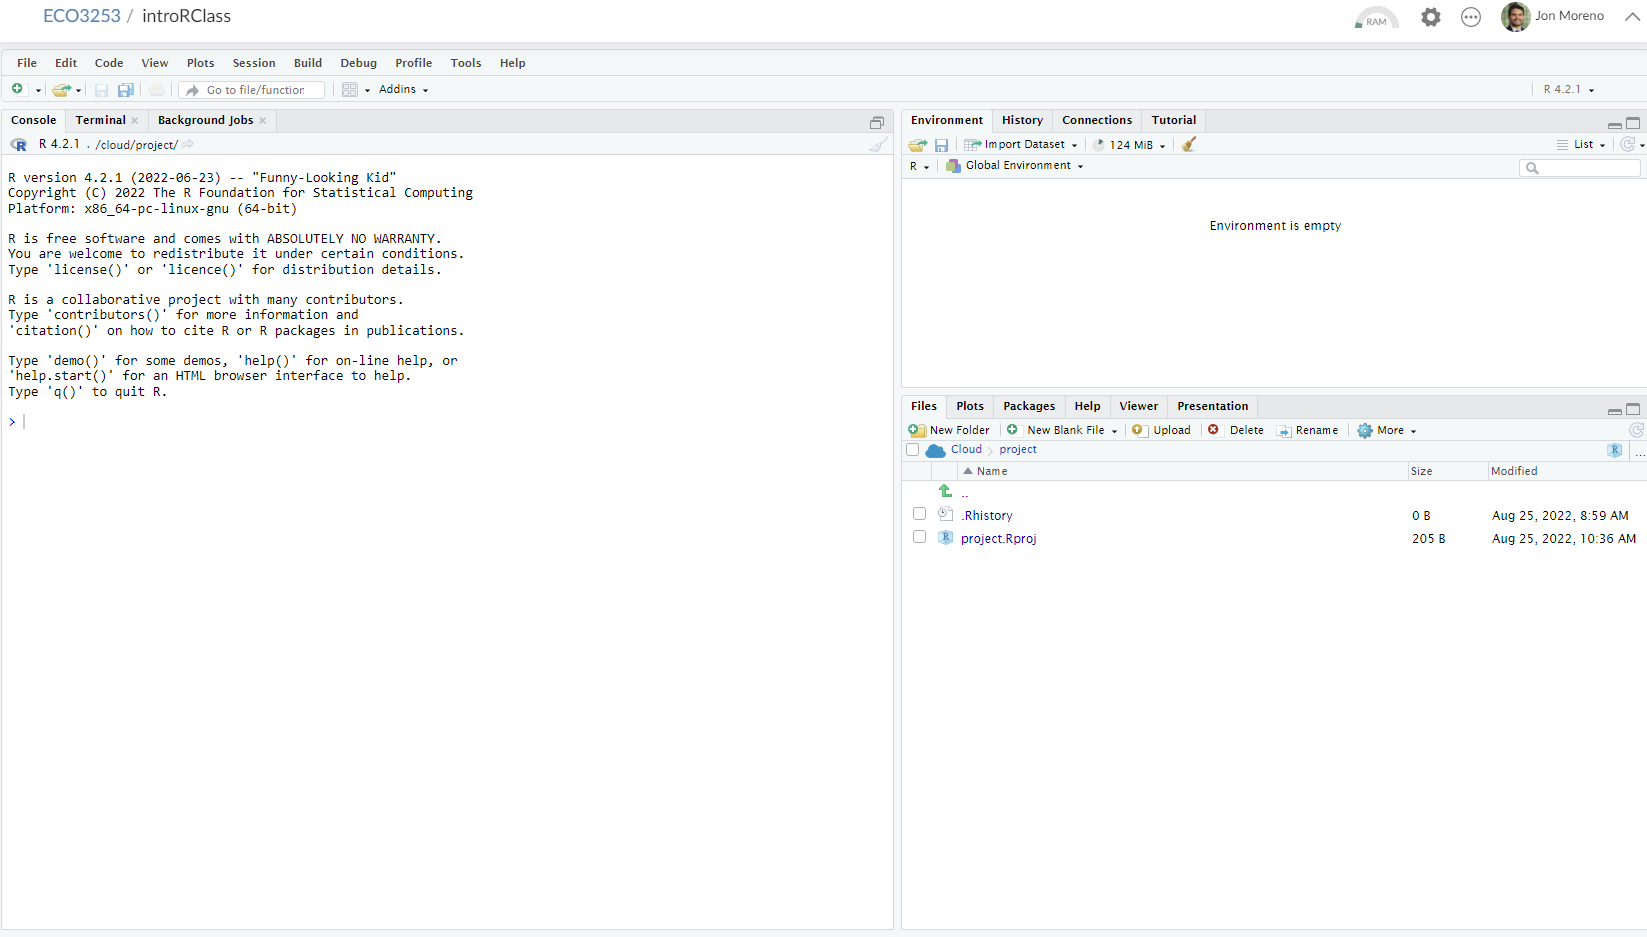 ECO3253 / introRClass
RAM
Jon Moreno
File Edit Code View Plots Session Build Debug Profile Tools Help
Go to file/function Addins R 4.2.1
Console Terminal Background Jobs
R 4.2.1 . /cloud/project/
R version 4.2.1 (2022-06-23) -- "Funny-Looking Kid"
Copyright (C) 2022 The R Foundation for Statistical Computing
Platform: x86_64-pc-linux-gnu (64-bit)
R is free software and comes with ABSOLUTELY NO WARRANTY.
You are welcome to redistribute it under certain conditions.
Type 'license()' or 'licence()' for distribution details.
R is a collaborative project with many contributors.
Type 'contributors()' for more information and
'citation()' on how to cite R or R packages in publications.
Type 'demo()' for some demos, 'help()' for on-line help, or
'help.start()' for an HTML browser interface to help.
Type 'q()' to quit R.
>
Environment History Connections Tutorial
Import Dataset 124 MiB List
R Global Environment
Environment is empty
Files Plots Packages Help Viewer Presentation
New Folder New Blank File Upload Delete Rename More
Cloud project R ...
Name Size Modified
..
.Rhistory 0 B Aug 25, 2022, 8:59 AM
project.Rproj 205 B Aug 25, 2022, 10:36 AM